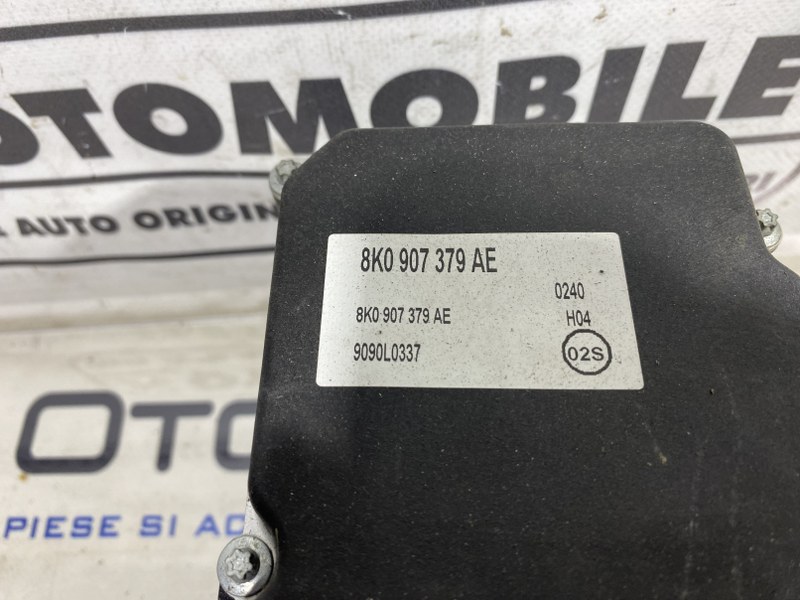 OTOMOBILE
AUTO ORIGIN
8K0 907 379 AE
0240
8K0 907 379 AE
H04
9090L0337
02S
OTO
PIESE SI AC